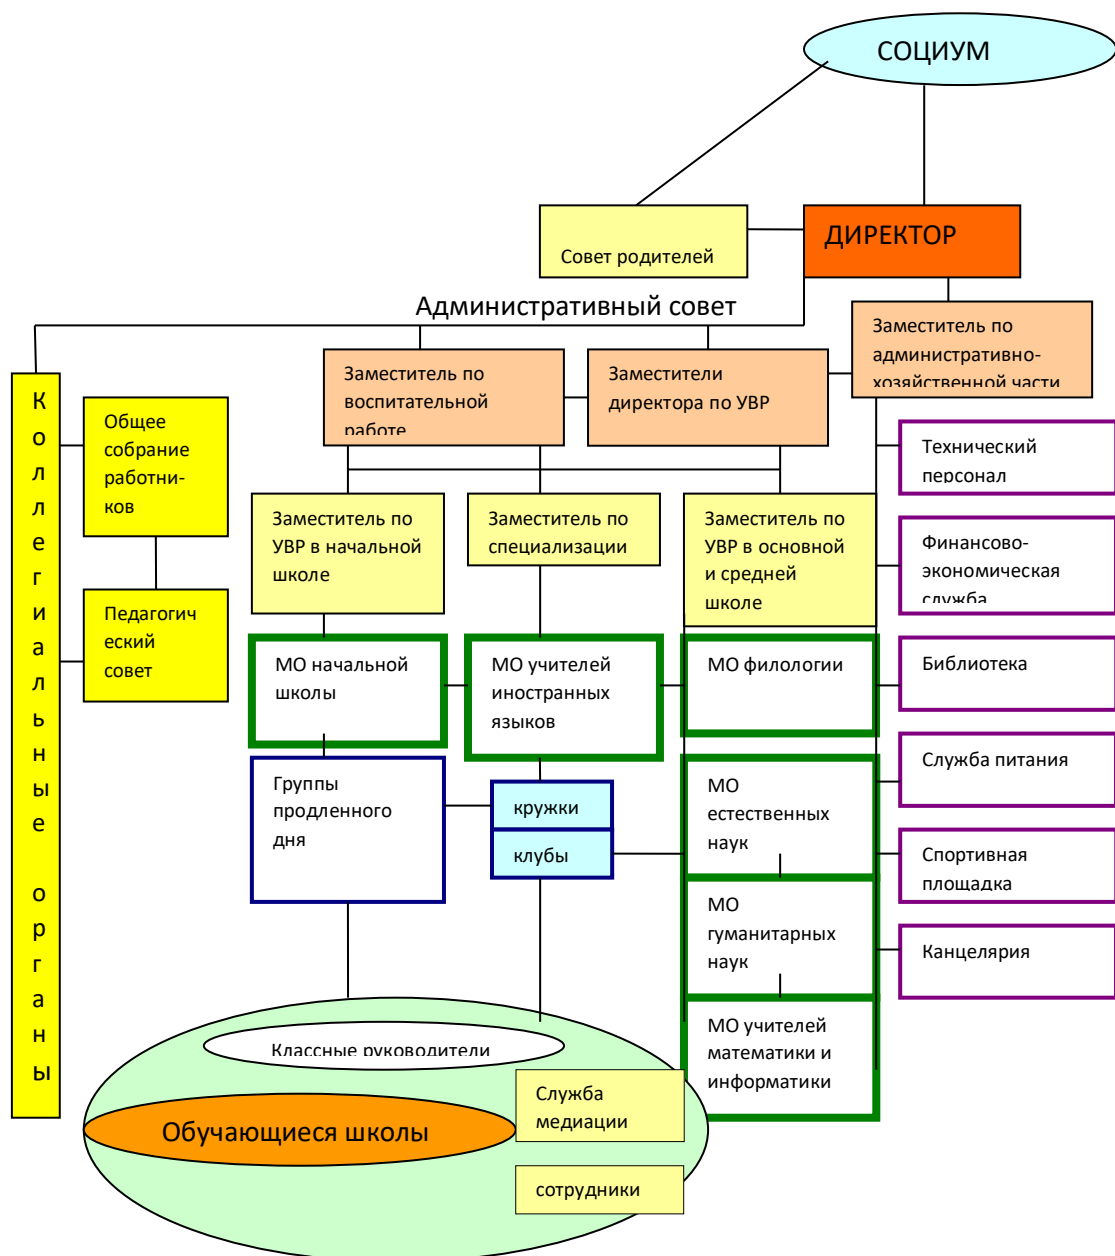 СОЦИУМ
ДИРЕКТОР
Совет родителей
Административный совет
Заместитель по
административно-
хозяйственной части
Заместитель по
воспитательной
работе
Заместители
директора по УВР
Коллегиальные органы
Общее
собрание
работни-
ков
Педагогич
еский
совет
Технический
персонал
Заместитель по
УВР в начальной
школе
Заместитель по
специализации
Заместитель по
УВР в основной
и средней
школе
Финансово-
экономическая
служба
МО начальной
школы
МО учителей
иностранных
языков
МО филологии
Библиотека
Группы
продленного
дня
кружки
клубы
МО
естественных
наук
Служба питания
Спортивная
площадка
МО
гуманитарных
наук
Канцелярия
МО учителей
математики и
информатики
Классные руководители
Служба
медиации
Обучающиеся школы
сотрудники